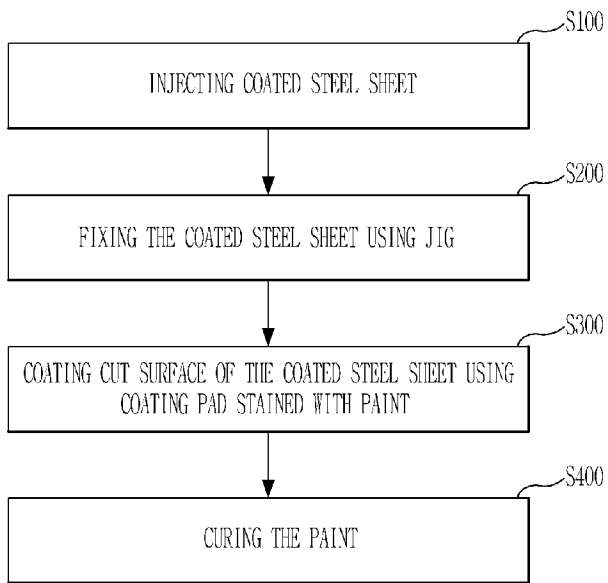 S100
INJECTING COATED STEEL SHEET
S200
FIXING THE COATED STEEL SHEET USING JIG
S300
COATING CUT SURFACE OF THE COATED STEEL SHEET USING
COATING PAD STAINED WITH PAINT
S400
CURING THE PAINT